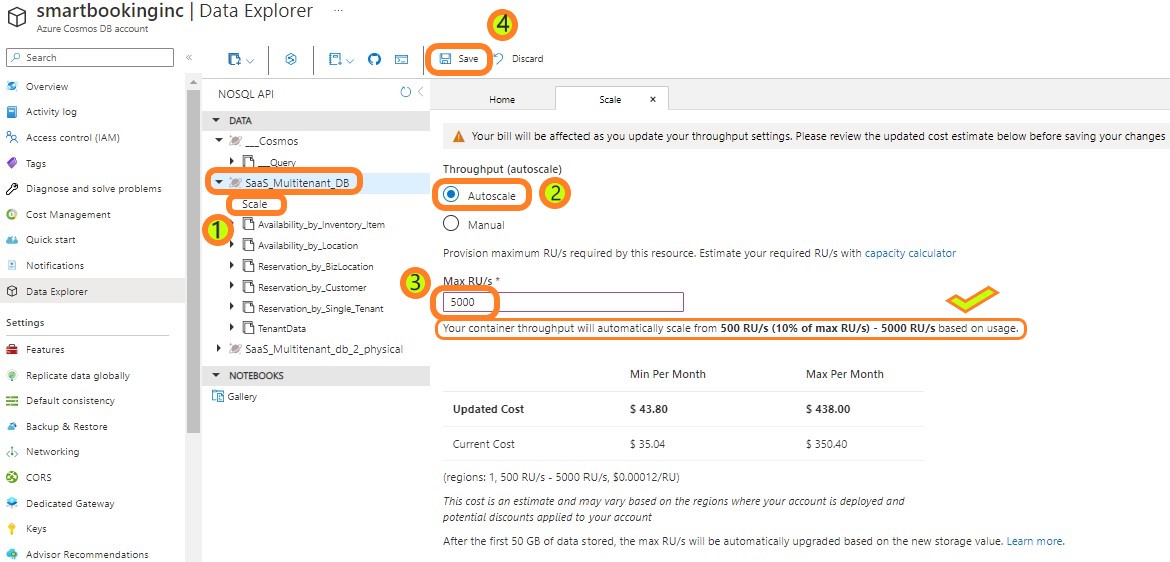 smartbookinginc | Data Explorer ...
Azure Cosmos DB account
4
Search
«
Save
Discard
Overview
Activity log
Access control (IAM)
Tags
Diagnose and solve problems
Cost Management
Quick start
Notifications
Data Explorer
Settings
Features
Replicate data globally
Default consistency
Backup & Restore
Networking
CORS
Dedicated Gateway
Keys
Advisor Recommendations
NOSQL API
DATA
___Cosmos
___Query
SaaS_Multitenant_DB
Scale
1
Availability_by_Inventory_Item
Availability_by_Location
Reservation_by_BizLocation
Reservation_by_Customer
Reservation_by_Single_Tenant
TenantData
SaaS_Multitenant_db_2_physical
NOTEBOOKS
Gallery
Home
Scale
Your bill will be affected as you update your throughput settings. Please review the updated cost estimate below before saving your changes
Throughput (autoscale)
Autoscale
2
Manual
Provision maximum RU/s required by this resource. Estimate your required RU/s with capacity calculator
3
Max RU/s *
5000
Your container throughput will automatically scale from 500 RU/s (10% of max RU/s) - 5000 RU/s based on usage.
Min Per Month Max Per Month
Updated Cost $ 43.80 $ 438.00
Current Cost $ 35.04 $ 350.40
(regions: 1, 500 RU/s - 5000 RU/s, $0.00012/RU)
This cost is an estimate and may vary based on the regions where your account is deployed and
potential discounts applied to your account
After the first 50 GB of data stored, the max RU/s will be automatically upgraded based on the new storage value. Learn more.